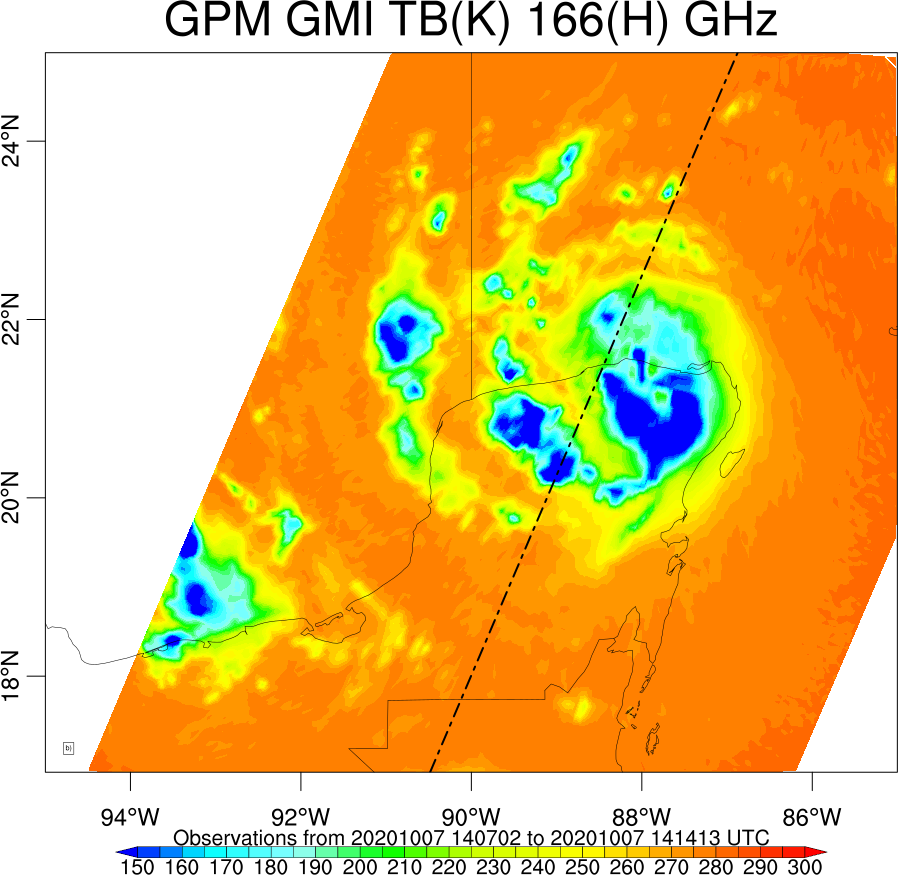 GPM GMI TB(K) 166(H) GHz
24°N
22°N
20°N
18°N
b)
94°W 92°W 90°W 88°W 86°W
Observations from 20201007 140702 to 20201007 141413 UTC
150 160 170 180 190 200 210 220 230 240 250 260 270 280 290 300